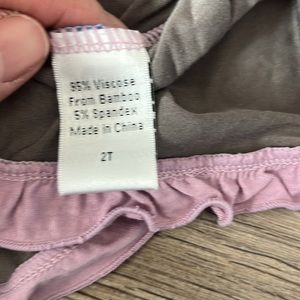 95% Viscose
From Bamboo
5% Spandex
Made in China
2T